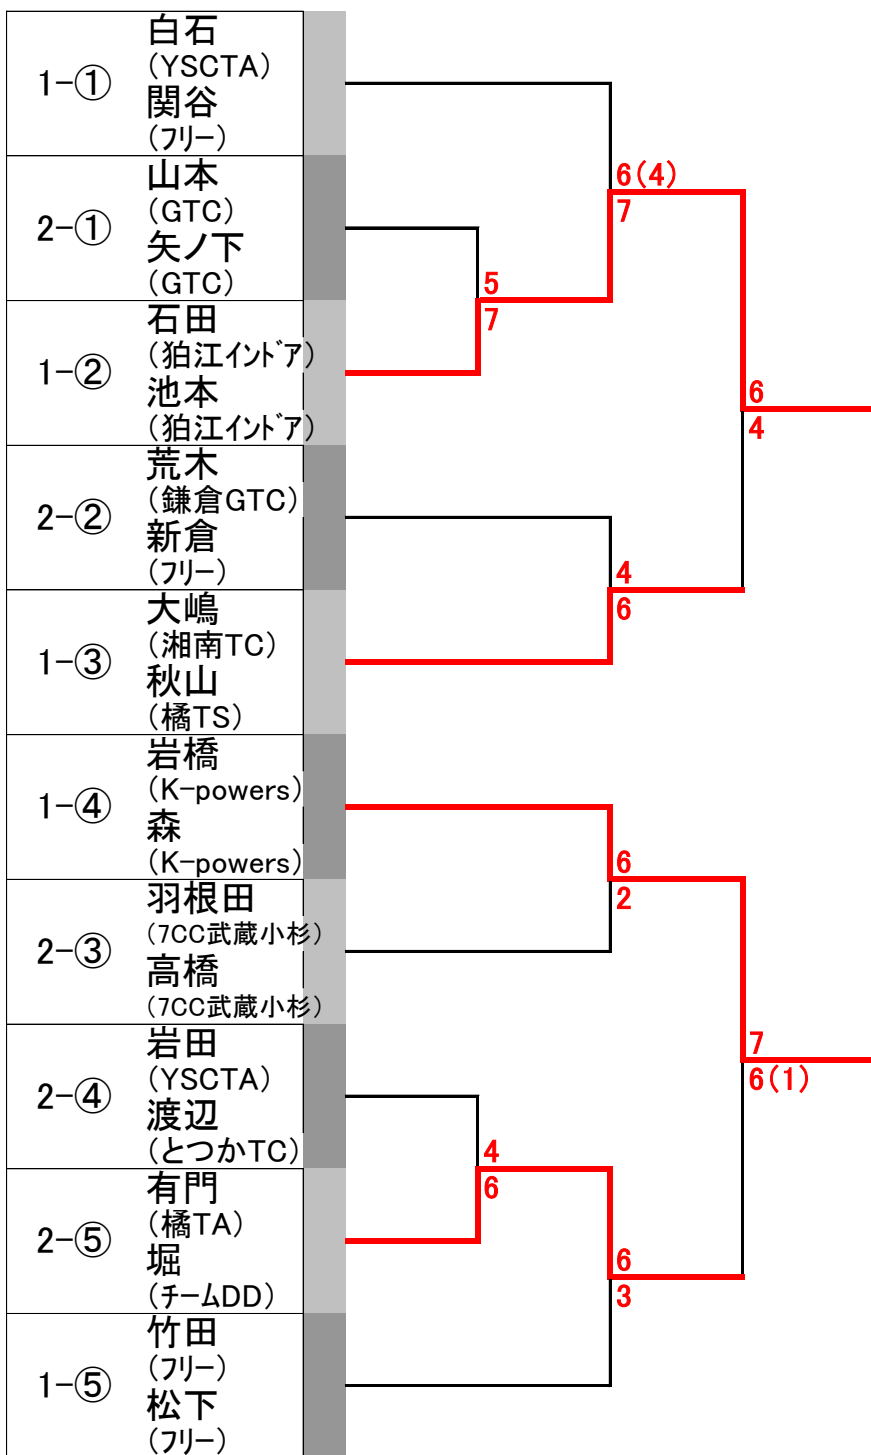 1-①
白石
(YSCTA)
関谷
(フリー)
2-①
山本
(GTC)
矢ノ下
(GTC)
1-②
石田
(狛江インドア)
池本
(狛江インドア)
2-②
荒木
(鎌倉GTC)
新倉
(フリー)
1-③
大嶋
(湘南TC)
秋山
(橘TS)
1-④
岩橋
(K-powers)
森
(K-powers)
2-③
羽根田
(7CC武蔵小杉)
高橋
(7CC武蔵小杉)
2-④
岩田
(YSCTA)
渡辺
(とつかTC)
2-⑤
有門
(橘TA)
堀
(チームDD)
1-⑤
竹田
(フリー)
松下
(フリー)
5
7
4
6
6(4)
7
4
6
6
2
6
3
6
4
7
6(1)